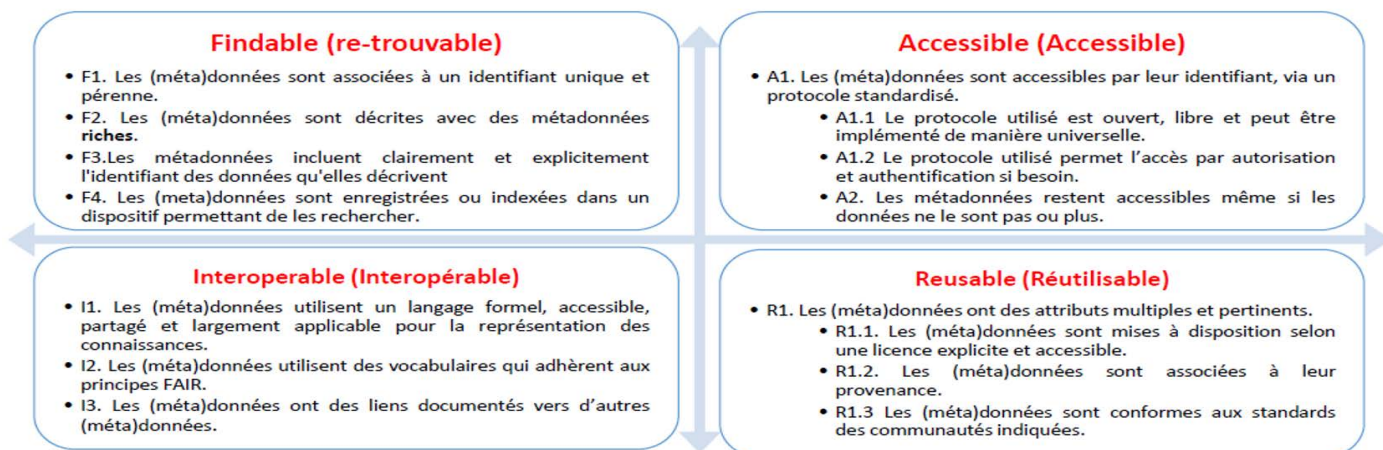 Findable (re-trouvable)
• F1. Les (méta)données sont associées à un identifiant unique et
pérenne.
• F2. Les (méta)données sont décrites avec des métadonnées
riches.
• F3.Les métadonnées incluent clairement et explicitement
l'identifiant des données qu'elles décrivent
• F4. Les (meta)données sont enregistrées ou indexées dans un
dispositif permettant de les rechercher.
Accessible (Accessible)
• A1. Les (méta)données sont accessibles par leur identifiant, via un
protocole standardisé.
• A1.1 Le protocole utilisé est ouvert, libre et peut être
implémenté de manière universelle.
• A1.2 Le protocole utilisé permet l'accès par autorisation
et authentification si besoin.
• A2. Les métadonnées restent accessibles même si les
données ne le sont pas ou plus.
Interoperable (Interopérable)
• I1. Les (méta)données utilisent un langage formel, accessible,
partagé et largement applicable pour la représentation des
connaissances.
• I2. Les (méta)données utilisent des vocabulaires qui adhèrent aux
principes FAIR.
• I3. Les (méta)données ont des liens documentés vers d'autres
(méta)données.
Reusable (Réutilisable)
• R1. Les (méta)données ont des attributs multiples et pertinents.
• R1.1. Les (méta)données sont mises à disposition selon
une licence explicite et accessible.
• R1.2. Les (méta)données sont associées à leur
provenance.
• R1.3 Les (méta)données sont conformes aux standards
des communautés indiquées.